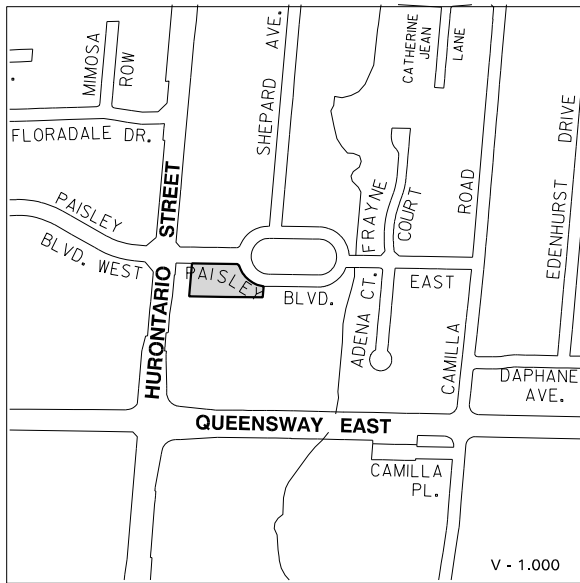 MIMOSA
ROW
FLORADALE DR.
SHEPARD AVE.
CATHERINE
JEAN
LANE
EDENHURST DRIVE
PAISLEY
BLVD. WEST
HURONTARIO STREET
PAISLEY BLVD. EAST
FRAYNE
COURT
ADENA CT.
CAMILLA ROAD
DAPHANE
AVE.
QUEENSWAY EAST
CAMILLA
PL.
V - 1.000